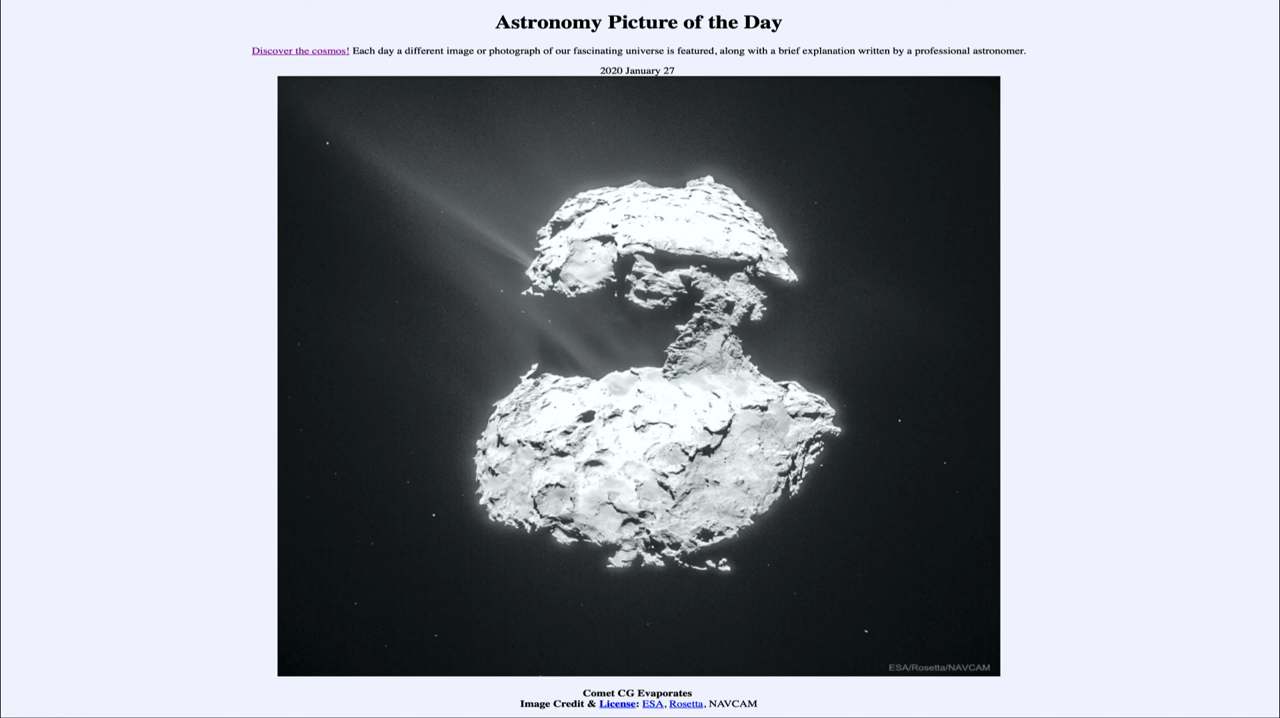 Astronomy Picture of the Day
Discover the cosmos! Each day a different image or photograph of our fascinating universe is featured, along with a brief explanation written by a professional astronomer.
2020 January 27
ESA/Rosetta/NAVCAM
Comet CG Evaporates
Image Credit & License: ESA, Rosetta, NAVCAM